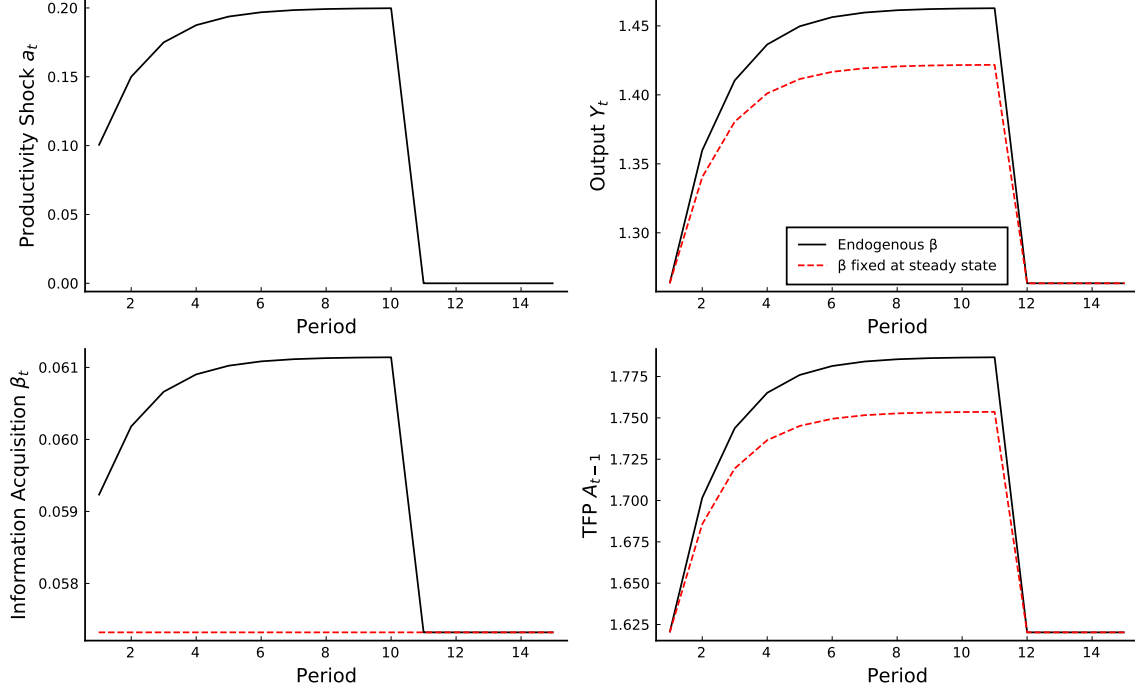 Productivity Shock a_t
0.20
0.15
0.10
0.05
0.00
2 4 6 8 10 12 14
Period
Output Y_t
1.45
1.40
1.35
1.30
Endogenous β
β fixed at steady state
2 4 6 8 10 12 14
Period
Information Acquisition β_t
0.061
0.060
0.059
0.058
2 4 6 8 10 12 14
Period
TFP A_{t−1}
1.775
1.750
1.725
1.700
1.675
1.650
1.625
2 4 6 8 10 12 14
Period